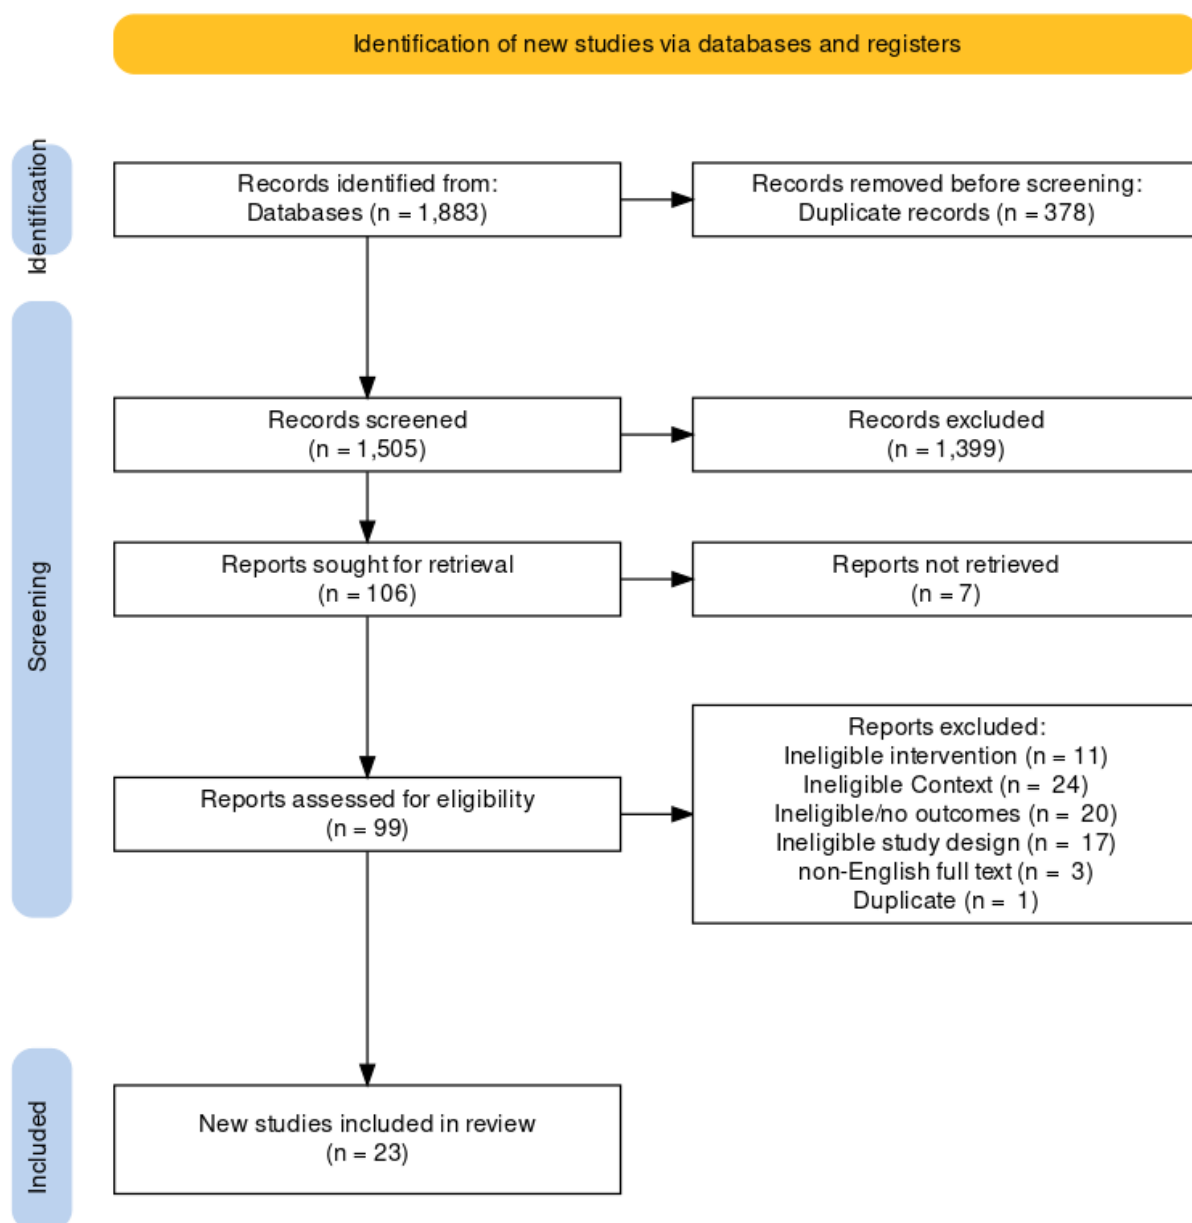 Identification of new studies via databases and registers
Identification
Records identified from:
Databases (n = 1,883)
Records removed before screening:
Duplicate records (n = 378)
Screening
Records screened
(n = 1,505)
Records excluded
(n = 1,399)
Reports sought for retrieval
(n = 106)
Reports not retrieved
(n = 7)
Reports assessed for eligibility
(n = 99)
Reports excluded:
Ineligible intervention (n = 11)
Ineligible Context (n = 24)
Ineligible/no outcomes (n = 20)
Ineligible study design (n = 17)
non-English full text (n = 3)
Duplicate (n = 1)
Included
New studies included in review
(n = 23)